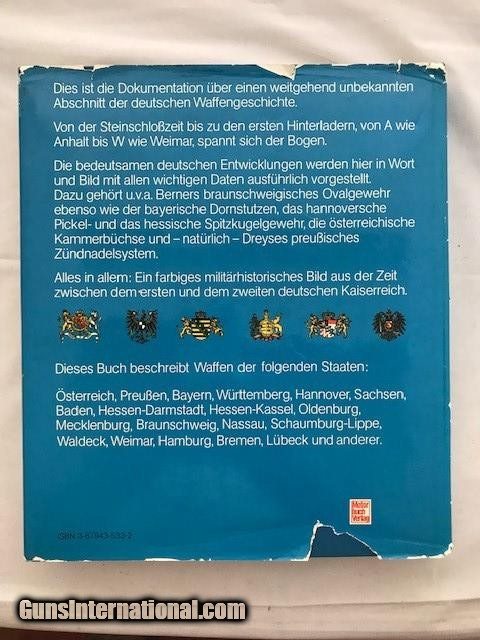 Dies ist die Dokumentation über einen weitgehend unbekannten
Abschnitt der deutschen Waffengeschichte.
Von der Steinschloßzeit bis zu den ersten Hinterladern, von A wie
Anhalt bis W wie Weimar, spannt sich der Bogen.
Die bedeutsamen deutschen Entwicklungen werden hier in Wort
und Bild mit allen wichtigen Daten ausführlich vorgestellt.
Dazu gehört u.v.a. Berners braunschweigisches Ovalgewehr
ebenso wie der bayerische Dornstutzen, das hannoversche
Pickel- und das hessische Spitzkugelgewehr, die österreichische
Kammerbüchse und – natürlich – Dreyses preußisches
Zündnadelsystem.
Alles in allem: Ein farbiges militärhistorisches Bild aus der Zeit
zwischen dem ersten und dem zweiten deutschen Kaiserreich.
Dieses Buch beschreibt Waffen der folgenden Staaten:
Österreich, Preußen, Bayern, Württemberg, Hannover, Sachsen,
Baden, Hessen-Darmstadt, Hessen-Kassel, Oldenburg,
Mecklenburg, Braunschweig, Nassau, Schaumburg-Lippe,
Waldeck, Weimar, Hamburg, Bremen, Lübeck und anderer.
Motor
buch
Verlag
ISBN 3-87943-533-2
GunsInternational.com